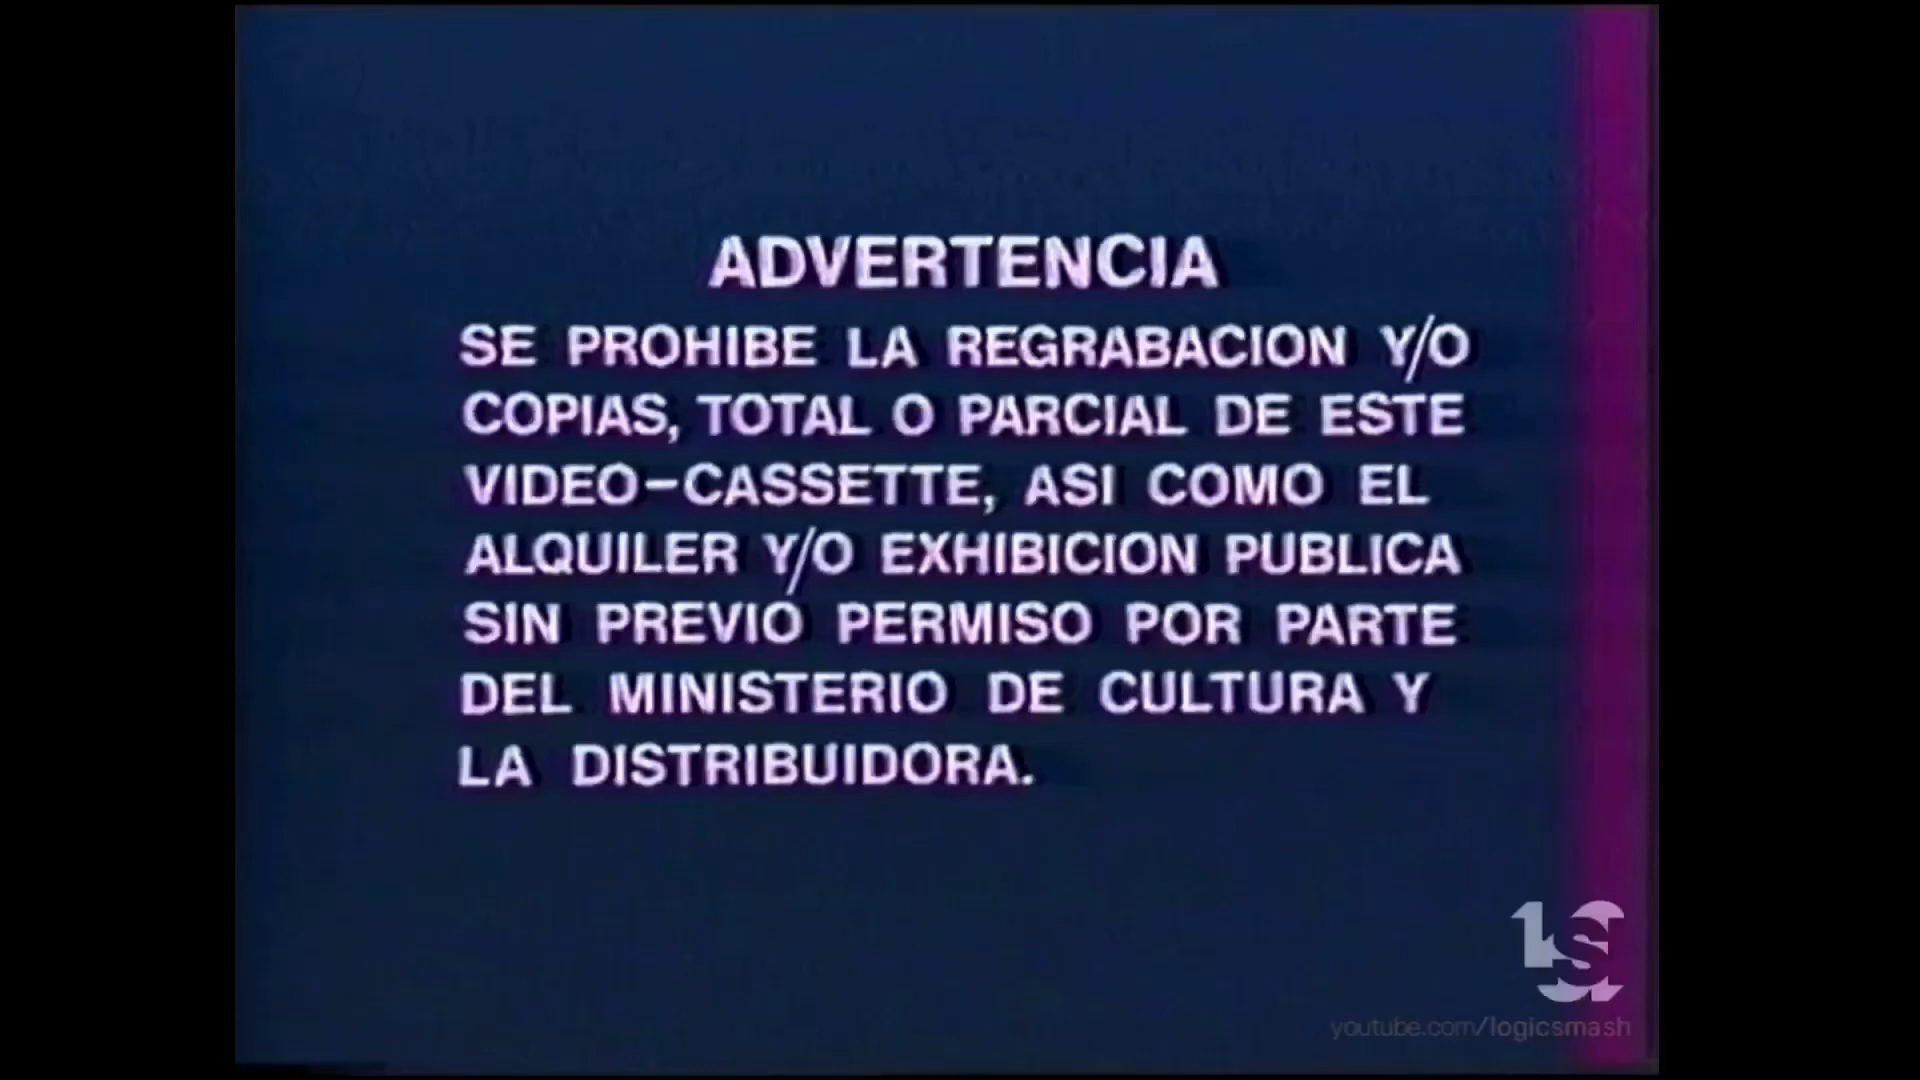 ADVERTENCIA
SE PROHIBE LA REGRABACION Y/O
COPIAS, TOTAL O PARCIAL DE ESTE
VIDEO-CASSETTE, ASI COMO EL
ALQUILER Y/O EXHIBICION PUBLICA
SIN PREVIO PERMISO POR PARTE
DEL MINISTERIO DE CULTURA Y
LA DISTRIBUIDORA.
youtube.com/logicsmash